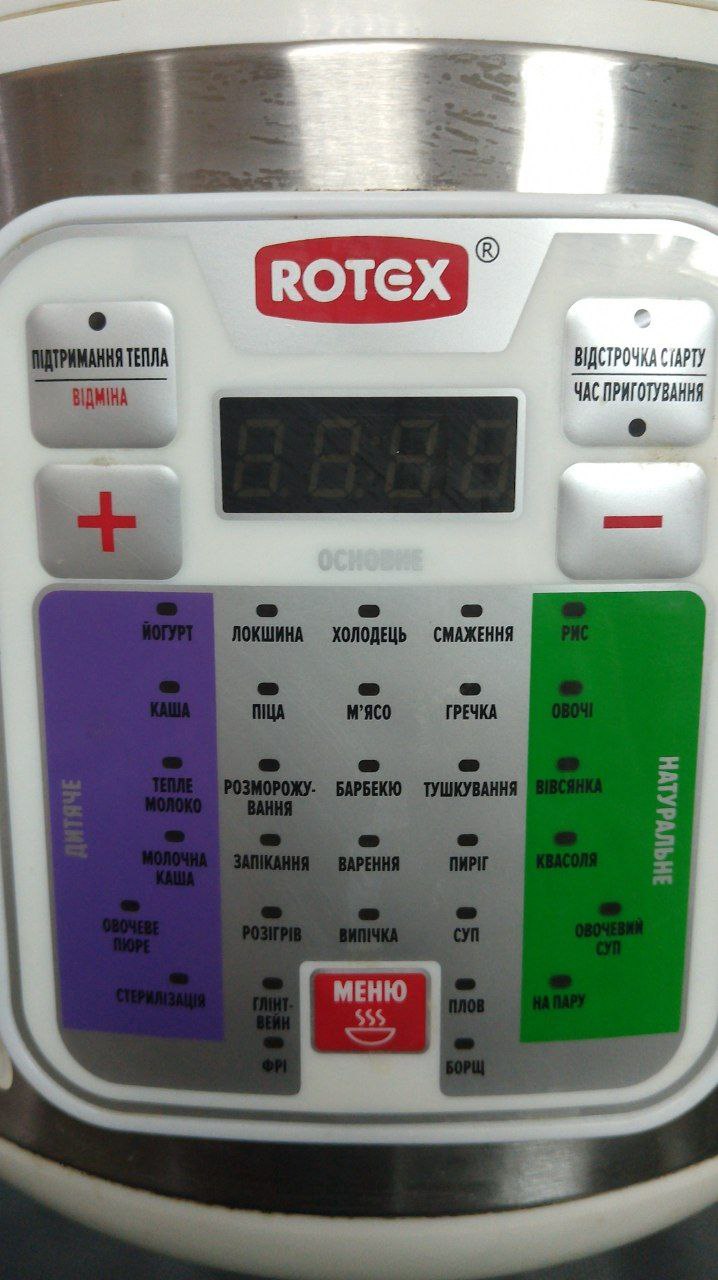 ROTEX ®
ПІДТРИМАННЯ ТЕПЛА
ВІДМІНА
ВІДСТРОЧКА СТАРТУ
ЧАС ПРИГОТУВАННЯ
+
−
ОСНОВНЕ
ДИТЯЧЕ
ЙОГУРТ
КАША
ТЕПЛЕ
МОЛОКО
МОЛОЧНА
КАША
ОВОЧЕВЕ
ПЮРЕ
СТЕРИЛІЗАЦІЯ
ЛОКШИНА
ПІЦА
РОЗМОРОЖУ-
ВАННЯ
ЗАПІКАННЯ
РОЗІГРІВ
ГЛІНТ-
ВЕЙН
ФРІ
ХОЛОДЕЦЬ
М'ЯСО
БАРБЕКЮ
ВАРЕННЯ
ВИПІЧКА
МЕНЮ
СМАЖЕННЯ
ГРЕЧКА
ТУШКУВАННЯ
ПИРІГ
СУП
ПЛОВ
БОРЩ
РИС
ОВОЧІ
ВІВСЯНКА
КВАСОЛЯ
ОВОЧЕВИЙ
СУП
НА ПАРУ
НАТУРАЛЬНЕ